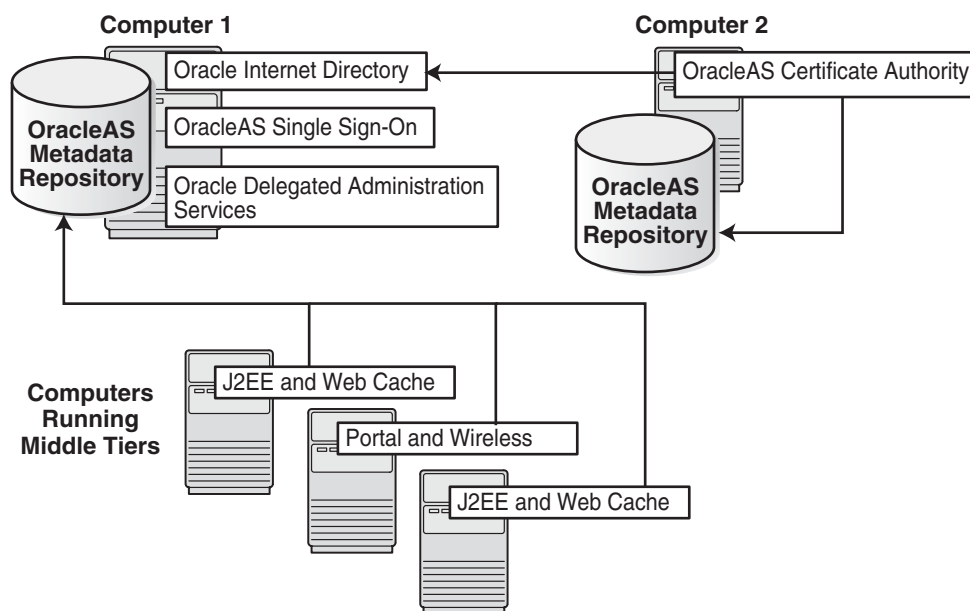 Computer 1
Computer 2
Oracle Internet Directory
OracleAS Certificate Authority
OracleAS Single Sign-On
OracleAS
Metadata
Repository
Oracle Delegated Administration
Services
OracleAS
Metadata
Repository
Computers
Running
Middle Tiers
J2EE and Web Cache
Portal and Wireless
J2EE and Web Cache